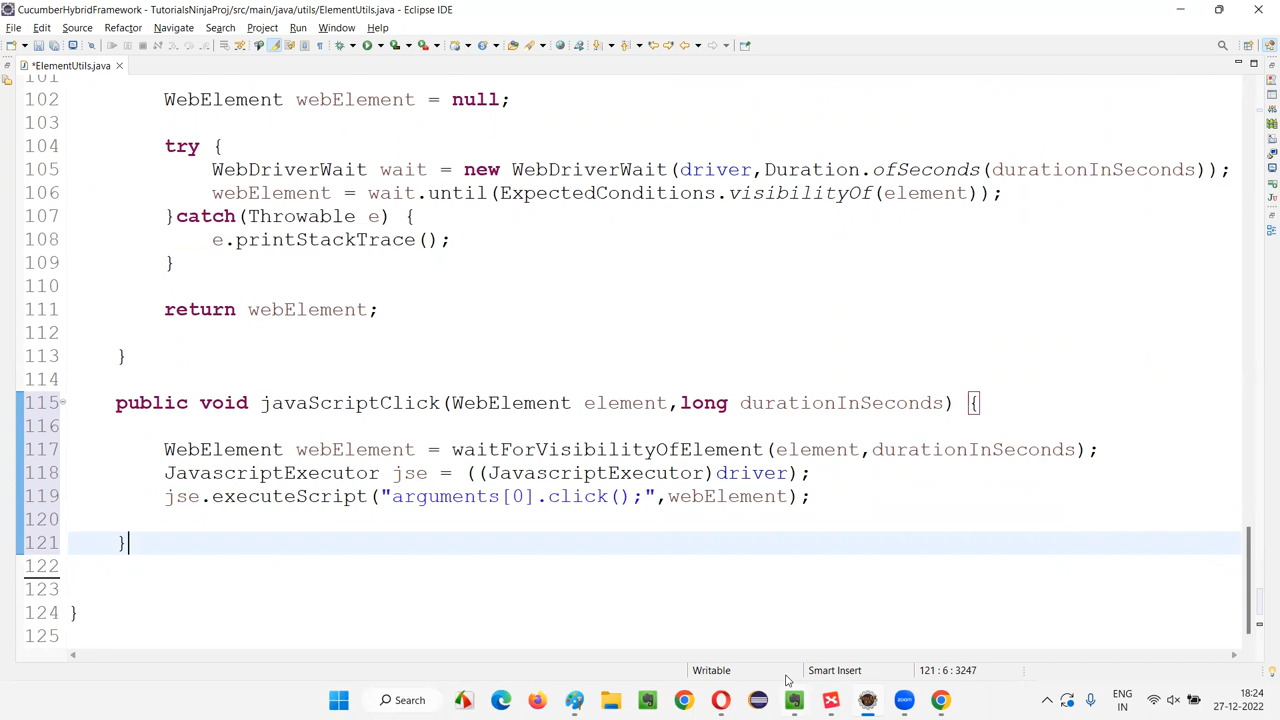 CucumberHybridFramework - TutorialsNinjaProj/src/main/java/utils/ElementUtils.java - Eclipse IDE
File Edit Source Refactor Navigate Search Project Run Window Help
*ElementUtils.java
101
102 WebElement webElement = null;
103
104 try {
105 WebDriverWait wait = new WebDriverWait(driver,Duration.ofSeconds(durationInSeconds));
106 webElement = wait.until(ExpectedConditions.visibilityOf(element));
107 }catch(Throwable e) {
108 e.printStackTrace();
109 }
110
111 return webElement;
112
113 }
114
115 public void javaScriptClick(WebElement element,long durationInSeconds) {
116
117 WebElement webElement = waitForVisibilityOfElement(element,durationInSeconds);
118 JavascriptExecutor jse = ((JavascriptExecutor)driver);
119 jse.executeScript("arguments[0].click();",webElement);
120
121 }
122
123
124 }
125
Writable Smart Insert 121 : 6 : 3247
Search
ENG
IN
18:24
27-12-2022